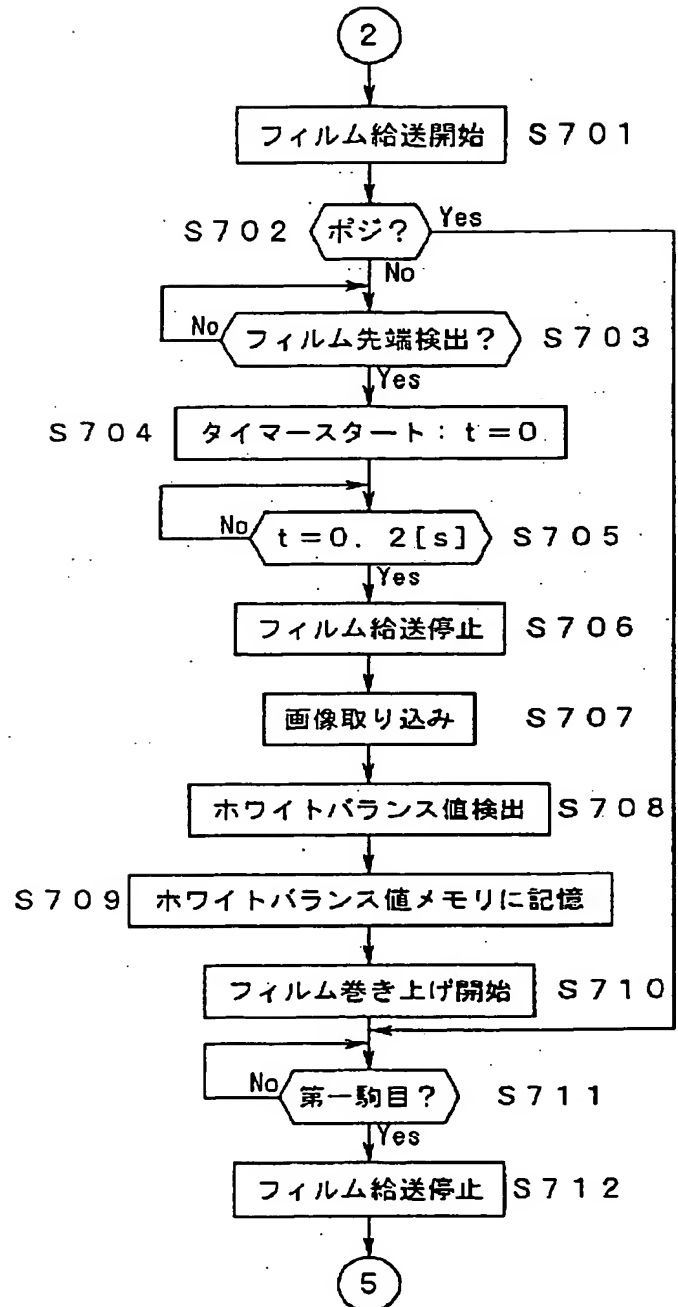 2
フィルム給送開始 S701
S702 ポジ? Yes
No
No フィルム先端検出? S703
Yes
S704 タイマースタート:t=0
No t=0.2[s] S705
Yes
フィルム給送停止 S706
画像取り込み S707
ホワイトバランス値検出 S708
S709 ホワイトバランス値メモリに記憶
フィルム巻き上げ開始 S710
No 第一駒目? S711
Yes
フィルム給送停止 S712
5